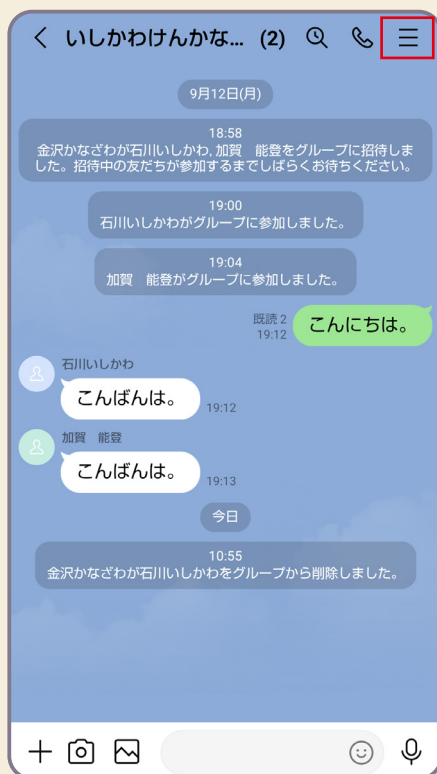 いしかわけんかな... (2)
9月12日(月)
18:58
金沢かなざわが石川いしかわ,加賀　能登をグループに招待しま
した。招待中の友だちが参加するまでしばらくお待ちください。
19:00
石川いしかわがグループに参加しました。
19:04
加賀　能登がグループに参加しました。
既読 2
19:12
こんにちは。
石川いしかわ
こんばんは。
19:12
加賀　能登
こんばんは。
19:13
今日
10:55
金沢かなざわが石川いしかわをグループから削除しました。